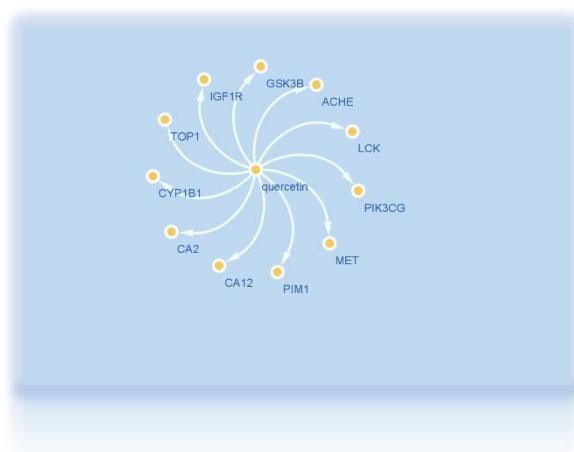 GSK3B
IGF1R
ACHE
TOP1
LCK
quercetin
CYP1B1
PIK3CG
CA2
MET
CA12
PIM1